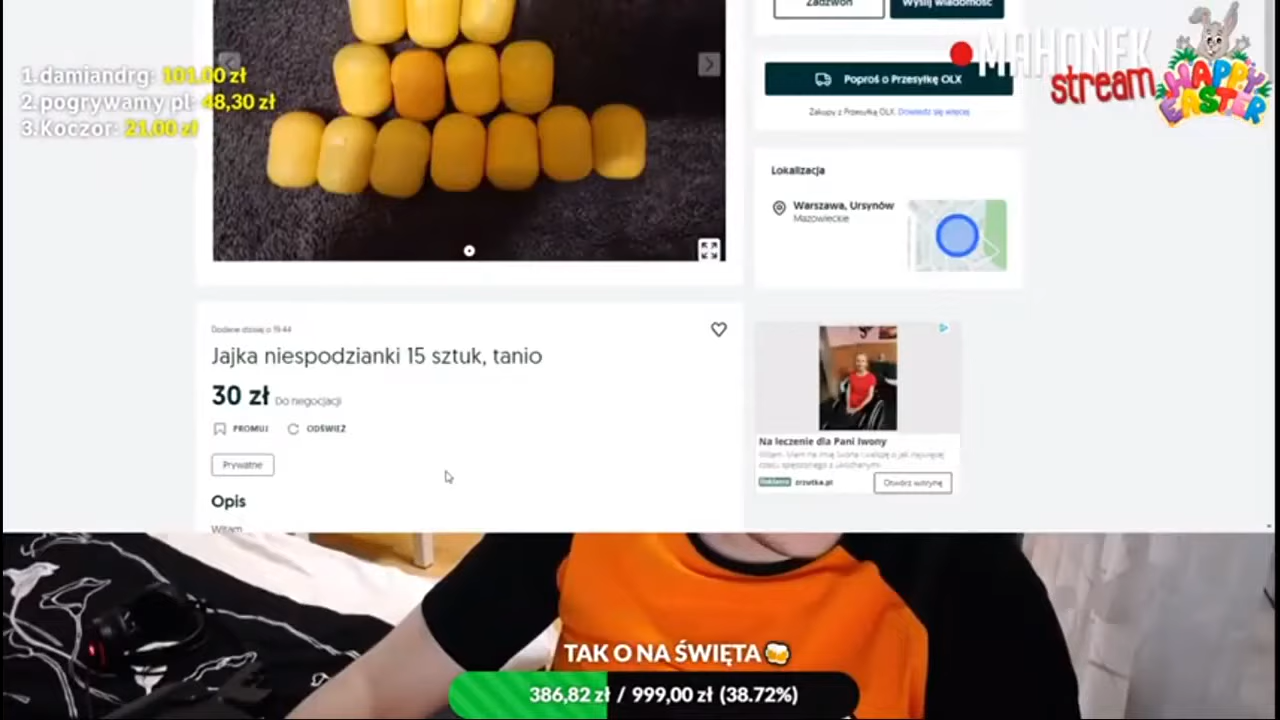 Zadzwoń
Wyślij wiadomość
MAHONEK
stream
HAPPY
EASTER
1.damiandrg: 101.00 zł
2.pogrywamy pl: 48,30 zł
3.Koczor: 21.00 zł
Poproś o Przesyłkę OLX
Zakupy z Przesyłką OLX. Dowiedz się więcej
Lokalizacja
Warszawa, Ursynów
Mazowieckie
Dodane dzisiaj o 19:44
Jajka niespodzianki 15 sztuk, tanio
30 zł Do negocjacji
PROMUJ ODŚWIEŻ
Prywatne
Opis
Witam
Na leczenie dla Pani Iwony
Reklama zrzutka.pl
Otwórz witrynę
TAK O NA ŚWIĘTA
386,82 zł / 999,00 zł (38.72%)